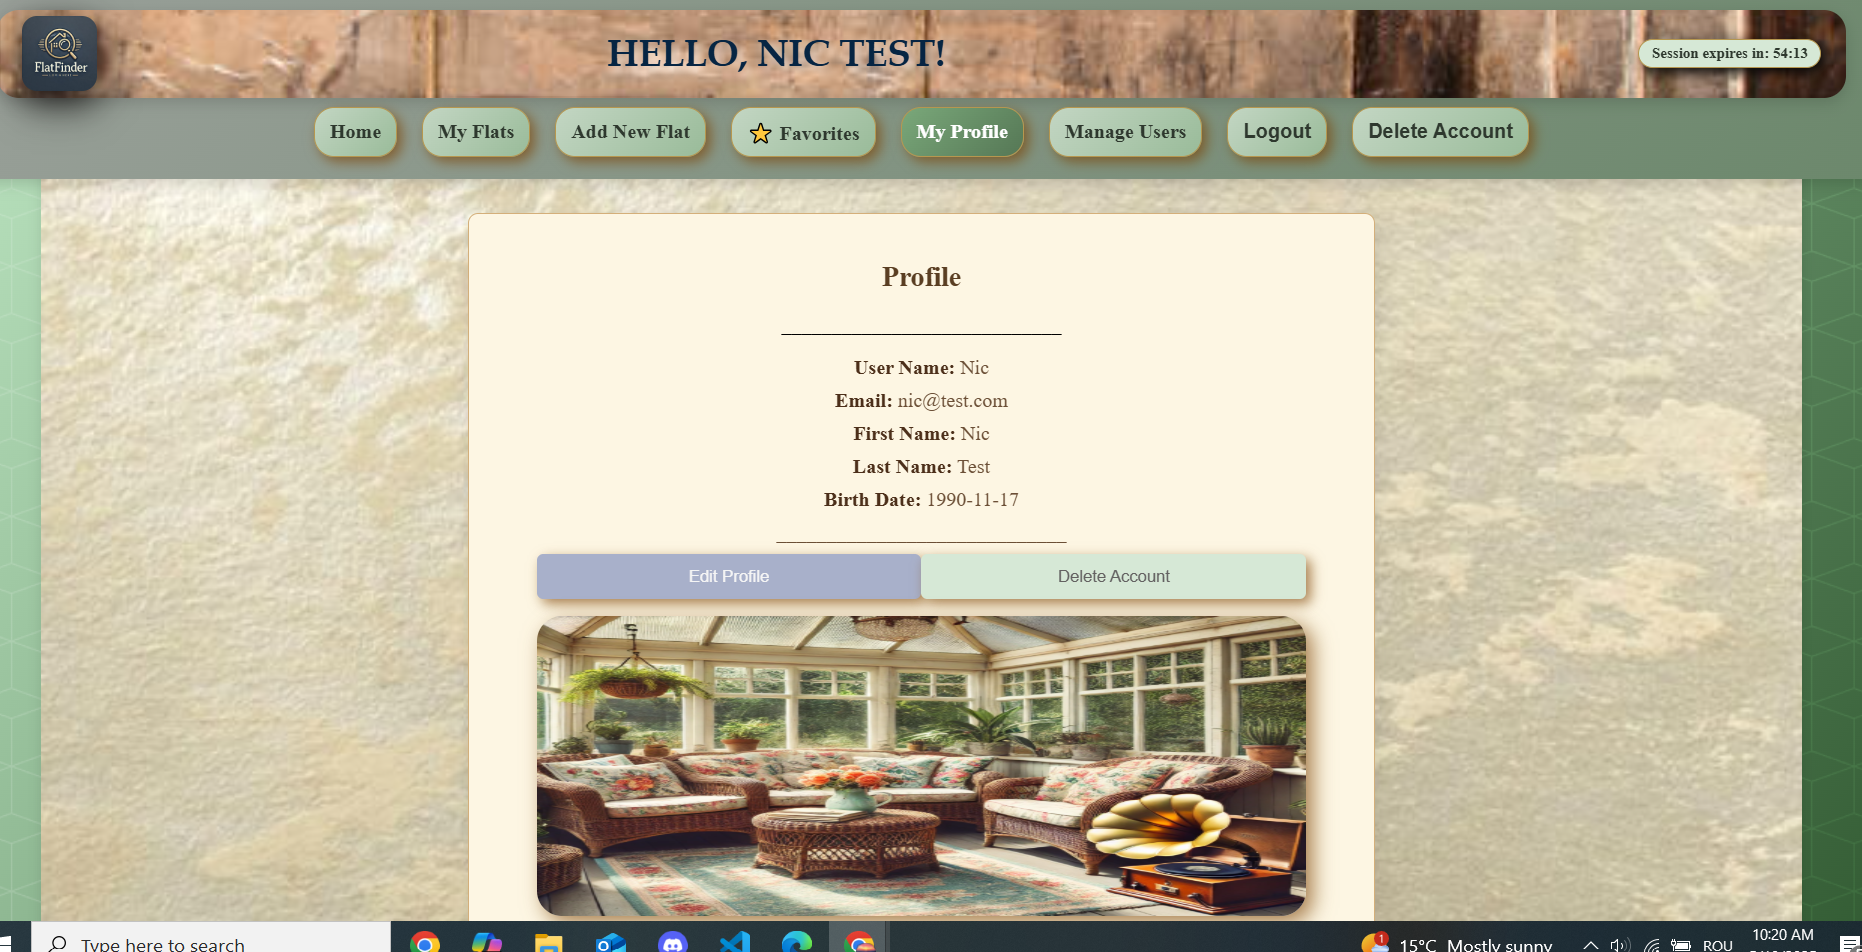 FlatFinder
HELLO, NIC TEST!
Session expires in: 54:13
Home
My Flats
Add New Flat
Favorites
My Profile
Manage Users
Logout
Delete Account
Profile
User Name: Nic
Email: nic@test.com
First Name: Nic
Last Name: Test
Birth Date: 1990-11-17
Edit Profile
Delete Account
Type here to search
1
15°C Mostly sunny
ROU
10:20 AM